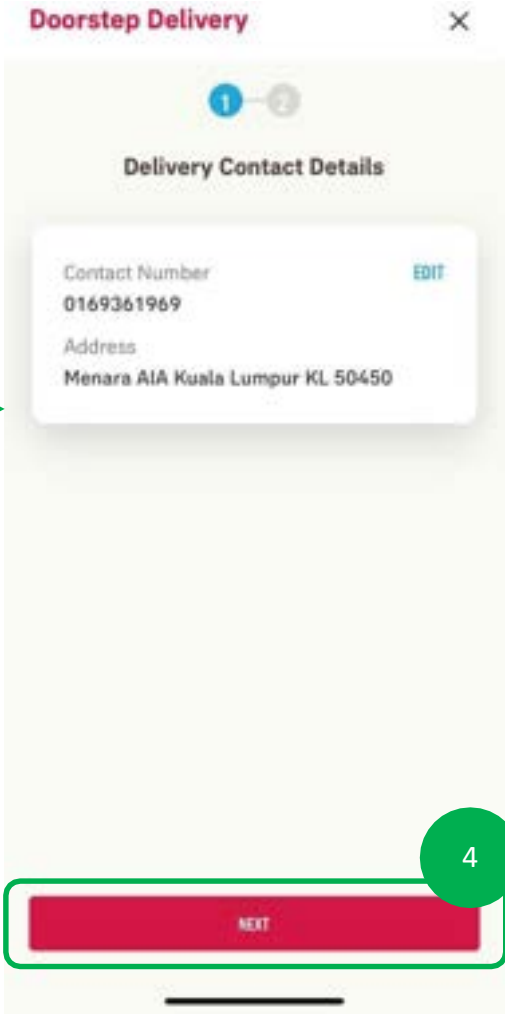 Doorstep Delivery ×
1 2
Delivery Contact Details
Contact Number EDIT
0169361969
Address
Menara AIA Kuala Lumpur KL 50450
4
NEXT